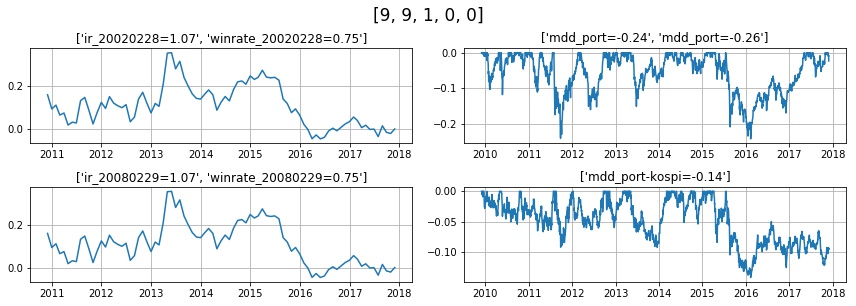 [9, 9, 1, 0, 0]
['ir_20020228=1.07', 'winrate_20020228=0.75']
0.2
0.0
2011 2012 2013 2014 2015 2016 2017 2018
['mdd_port=-0.24', 'mdd_port=-0.26']
0.0
−0.1
−0.2
2010 2011 2012 2013 2014 2015 2016 2017 2018
['ir_20080229=1.07', 'winrate_20080229=0.75']
0.2
0.0
2011 2012 2013 2014 2015 2016 2017 2018
['mdd_port-kospi=-0.14']
0.00
−0.05
−0.10
2010 2011 2012 2013 2014 2015 2016 2017 2018